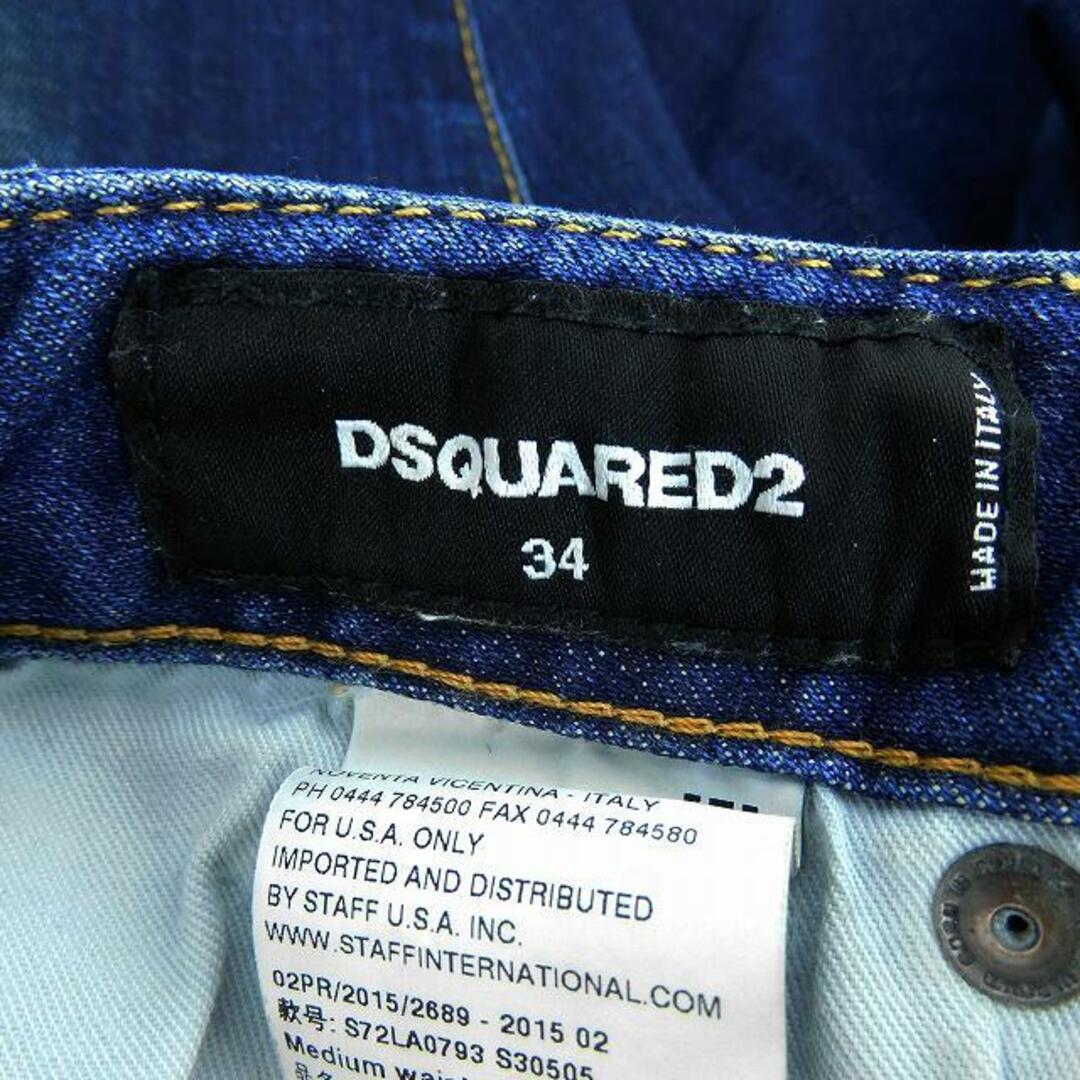 DSQUARED2
34
MADE IN ITALY
NOVENTA VICENTINA - ITALY
PH 0444 784500 FAX 0444 784580
FOR U.S.A. ONLY
IMPORTED AND DISTRIBUTED
BY STAFF U.S.A. INC.
WWW.STAFFINTERNATIONAL.COM
02PR/2015/2689 - 2015 02
款号: S72LA0793 S30505
Medium